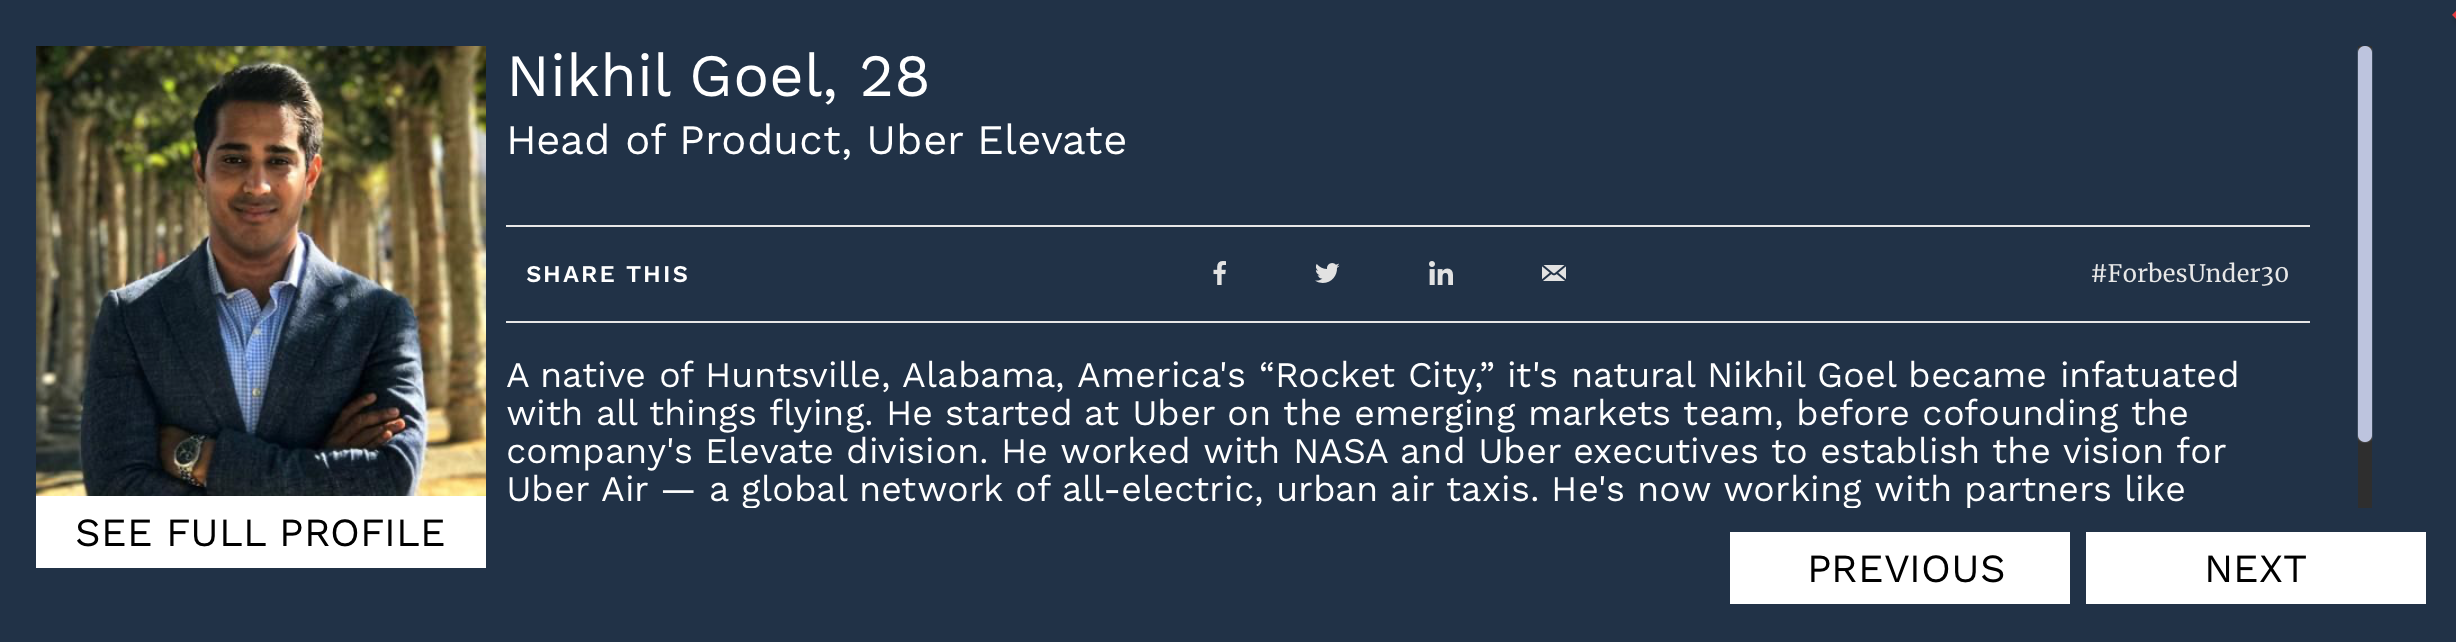 Nikhil Goel, 28
Head of Product, Uber Elevate
SHARE THIS
#ForbesUnder30
A native of Huntsville, Alabama, America's “Rocket City,” it's natural Nikhil Goel became infatuated
with all things flying. He started at Uber on the emerging markets team, before cofounding the
company's Elevate division. He worked with NASA and Uber executives to establish the vision for
Uber Air — a global network of all-electric, urban air taxis. He's now working with partners like
SEE FULL PROFILE
PREVIOUS
NEXT